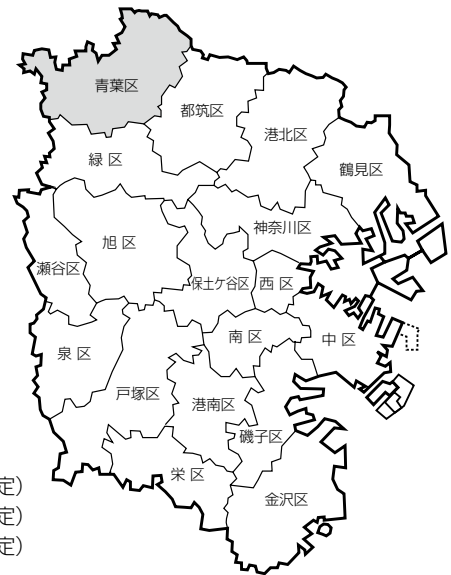 青葉区
都筑区
港北区
緑 区
鶴見区
神奈川区
旭 区
瀬谷区
保土ケ谷区
西 区
南 区
中 区
泉 区
戸塚区
港南区
磯子区
栄 区
金沢区
定)
定)
定)